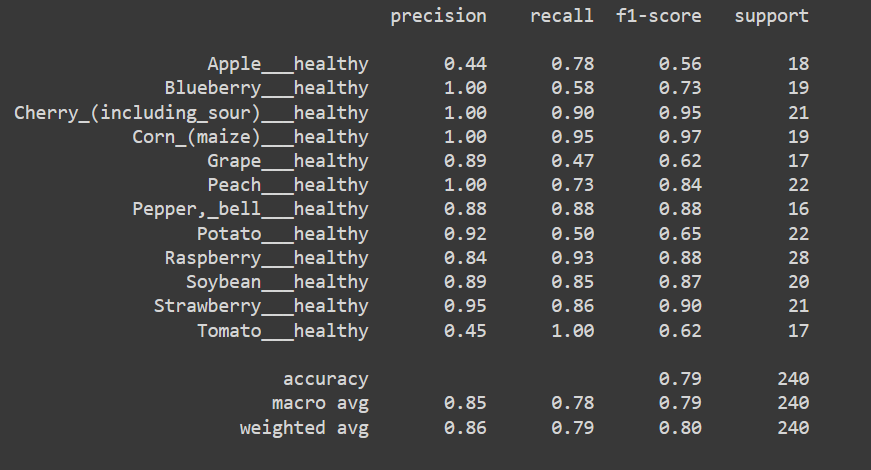 precision recall f1-score support
Apple___healthy 0.44 0.78 0.56 18
Blueberry___healthy 1.00 0.58 0.73 19
Cherry_(including_sour)___healthy 1.00 0.90 0.95 21
Corn_(maize)___healthy 1.00 0.95 0.97 19
Grape___healthy 0.89 0.47 0.62 17
Peach___healthy 1.00 0.73 0.84 22
Pepper,_bell___healthy 0.88 0.88 0.88 16
Potato___healthy 0.92 0.50 0.65 22
Raspberry___healthy 0.84 0.93 0.88 28
Soybean___healthy 0.89 0.85 0.87 20
Strawberry___healthy 0.95 0.86 0.90 21
Tomato___healthy 0.45 1.00 0.62 17
accuracy 0.79 240
macro avg 0.85 0.78 0.79 240
weighted avg 0.86 0.79 0.80 240